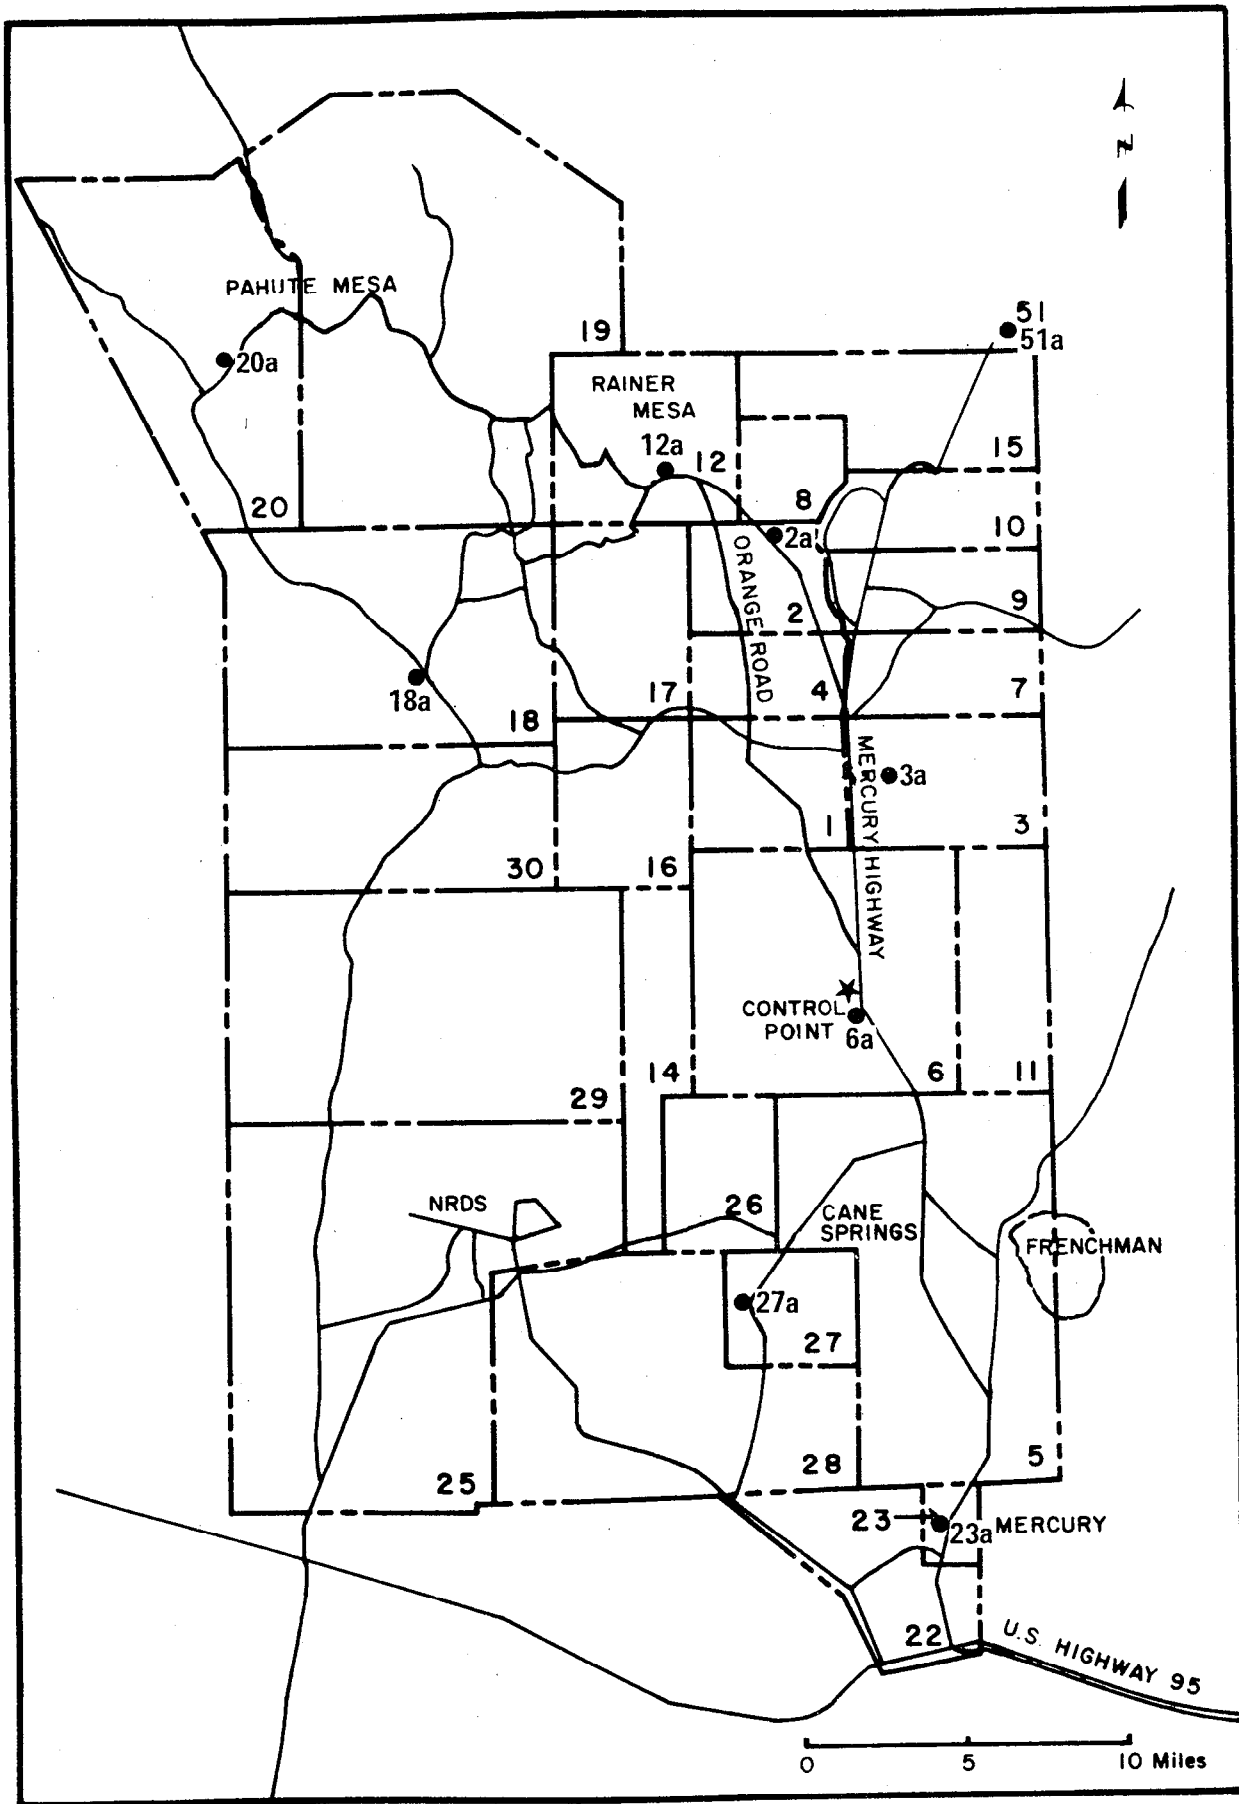 N
PAHUTE MESA
51
51a
19
20a
RAINER
MESA
12a
12
15
8
20
2a
10
ORANGE ROAD
9
2
17
4
7
18a
18
MERCURY HIGHWAY
3a
1
3
30
16
CONTROL
POINT
6a
14
6
11
29
NRDS
26
CANE
SPRINGS
FRENCHMAN
27a
27
28
5
25
23
23a
MERCURY
22
U.S. HIGHWAY 95
0
5
10 Miles